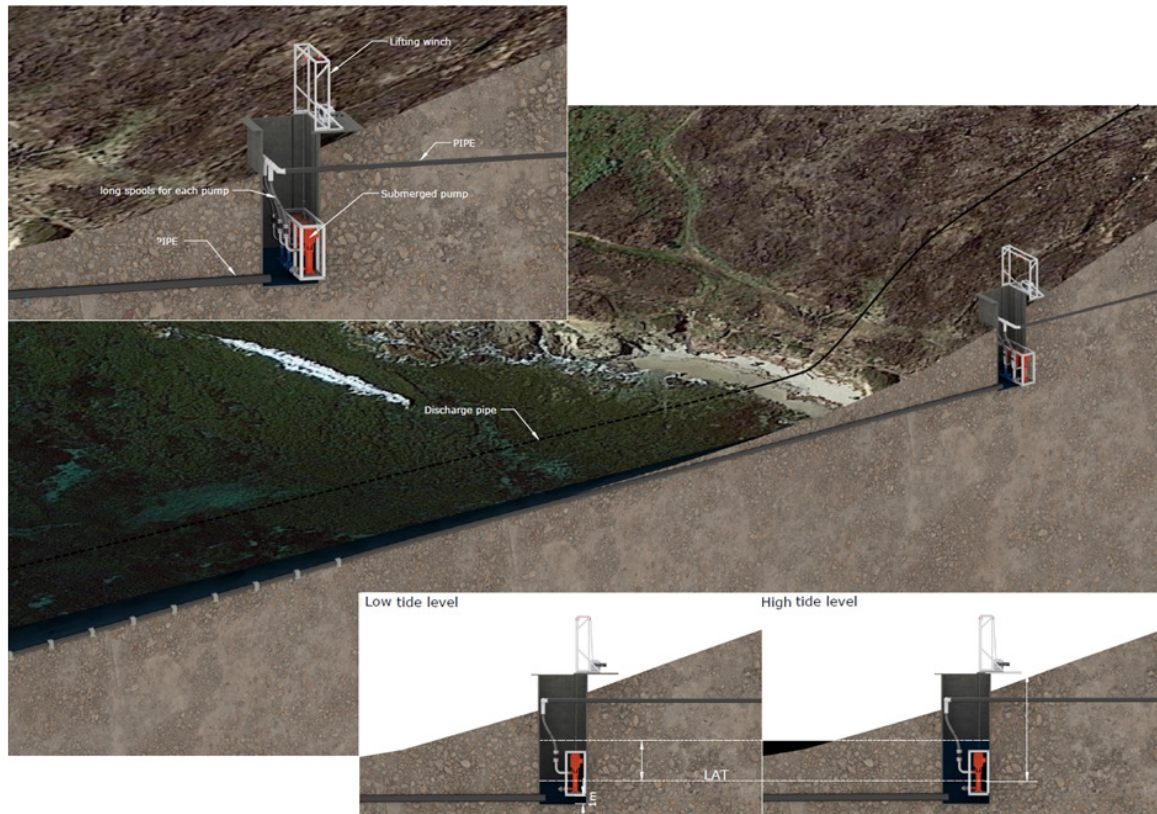 Lifting winch
PIPE
long spools for each pump
Submerged pump
PIPE
Discharge pipe
Low tide level
High tide level
LAT
1m